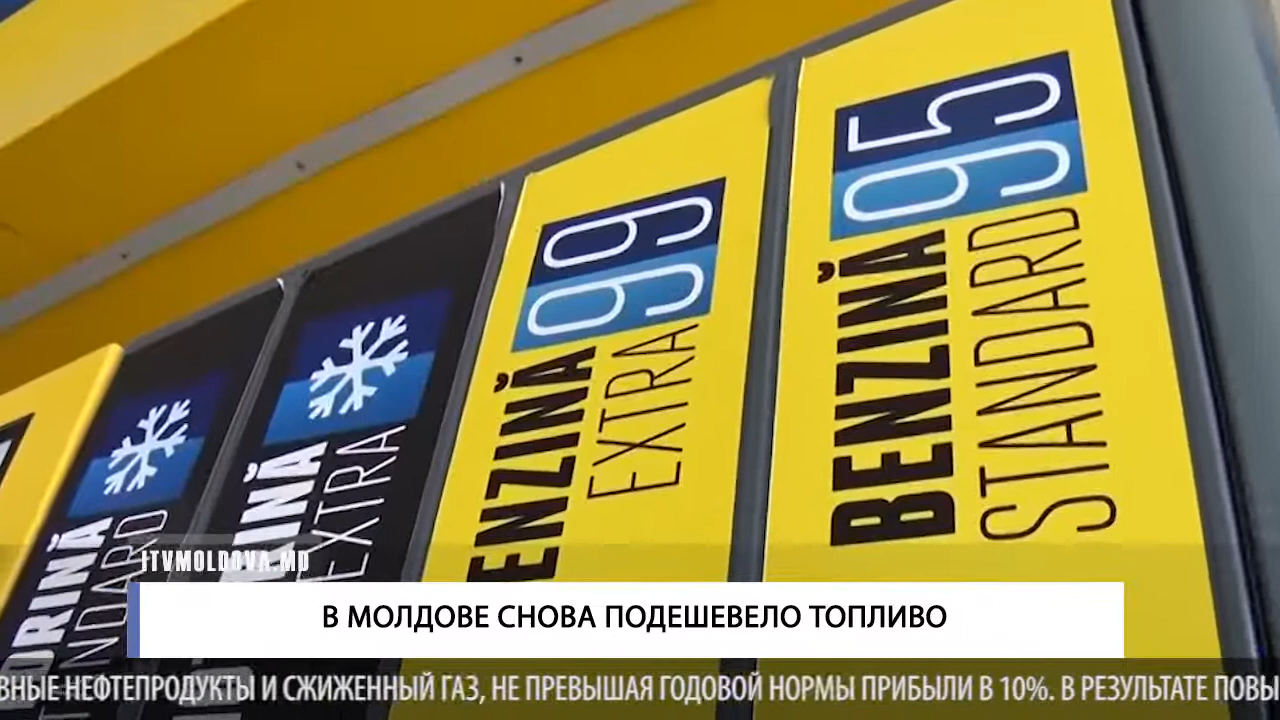 BENZINĂ 95
STANDARD
ENZINĂ 99
EXTRA
EXTRA
ITVMOLDOVA.MD
В МОЛДОВЕ СНОВА ПОДЕШЕВЕЛО ТОПЛИВО
ВНЫЕ НЕФТЕПРОДУКТЫ И СЖИЖЕННЫЙ ГАЗ, НЕ ПРЕВЫШАЯ ГОДОВОЙ НОРМЫ ПРИБЫЛИ В 10%. В РЕЗУЛЬТАТЕ ПОВЫ